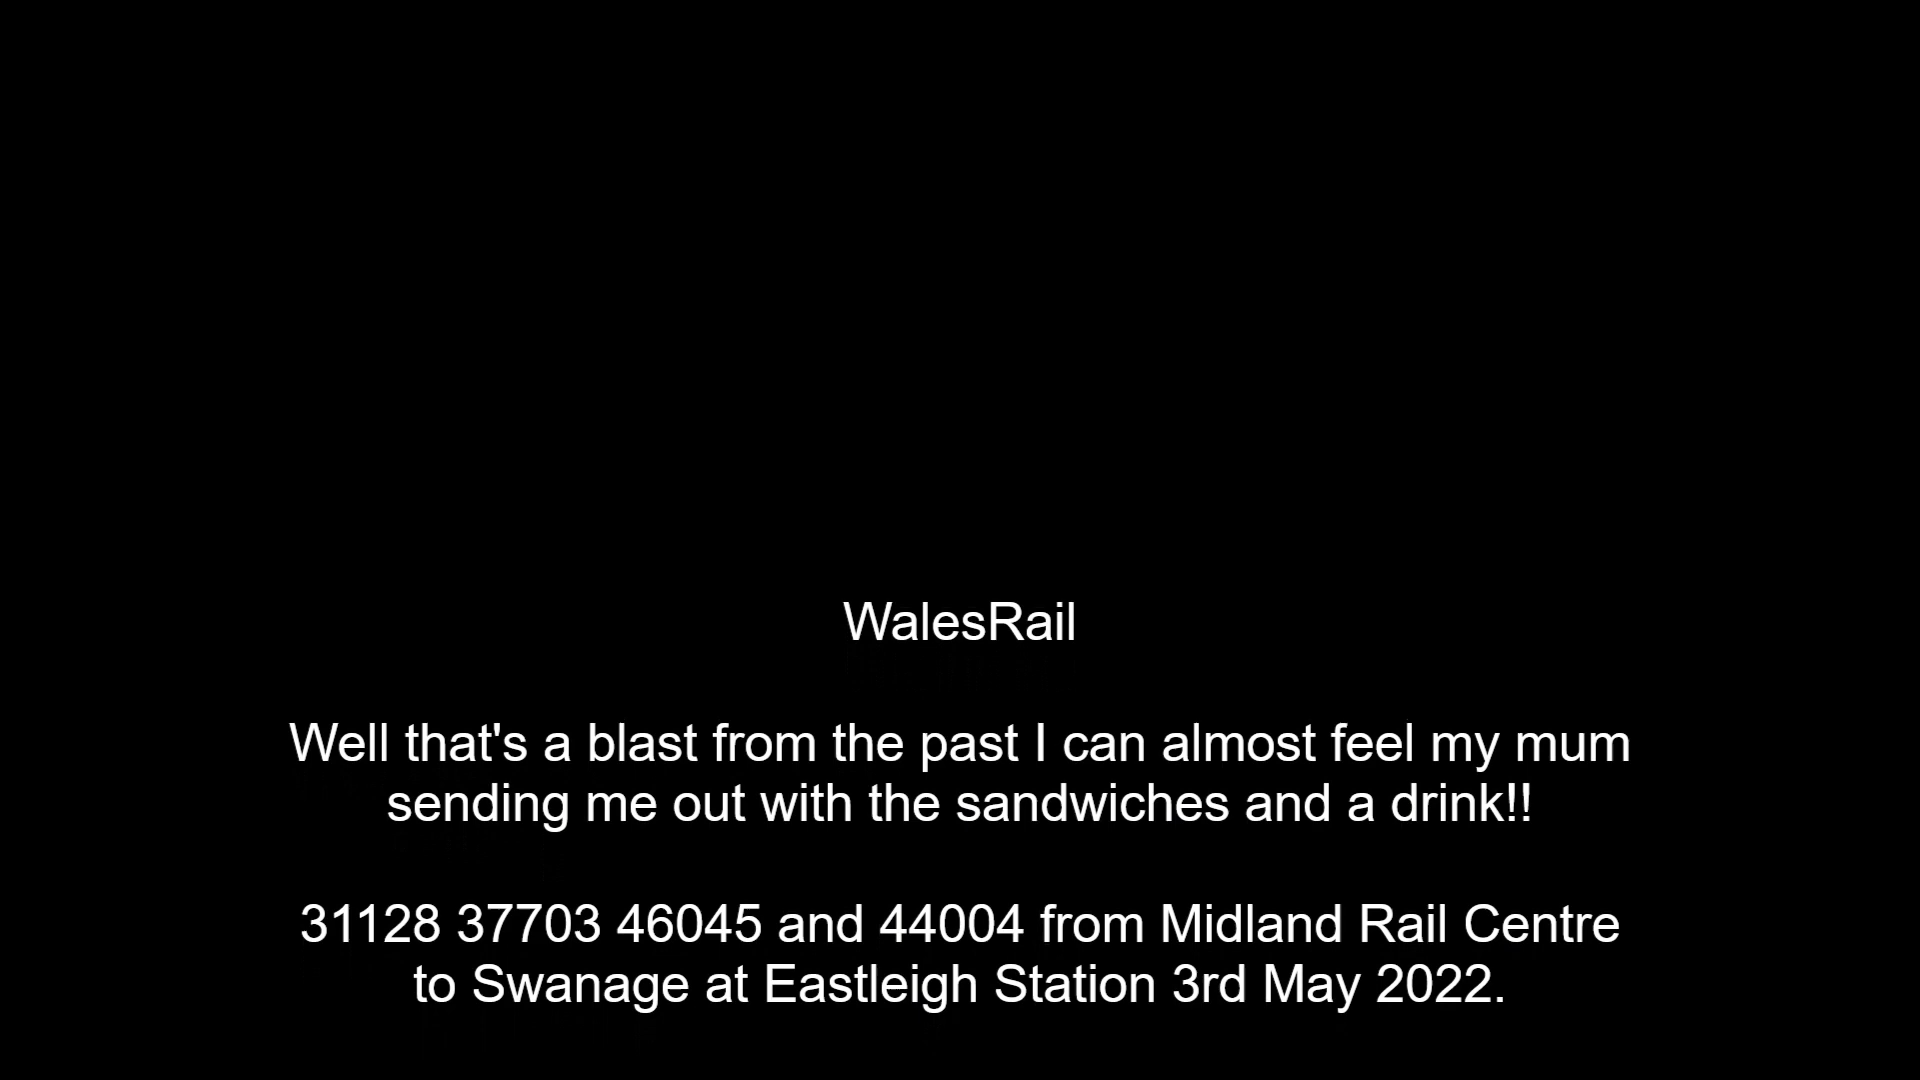 WalesRail
Well that's a blast from the past I can almost feel my mum
sending me out with the sandwiches and a drink!!
31128 37703 46045 and 44004 from Midland Rail Centre
to Swanage at Eastleigh Station 3rd May 2022.